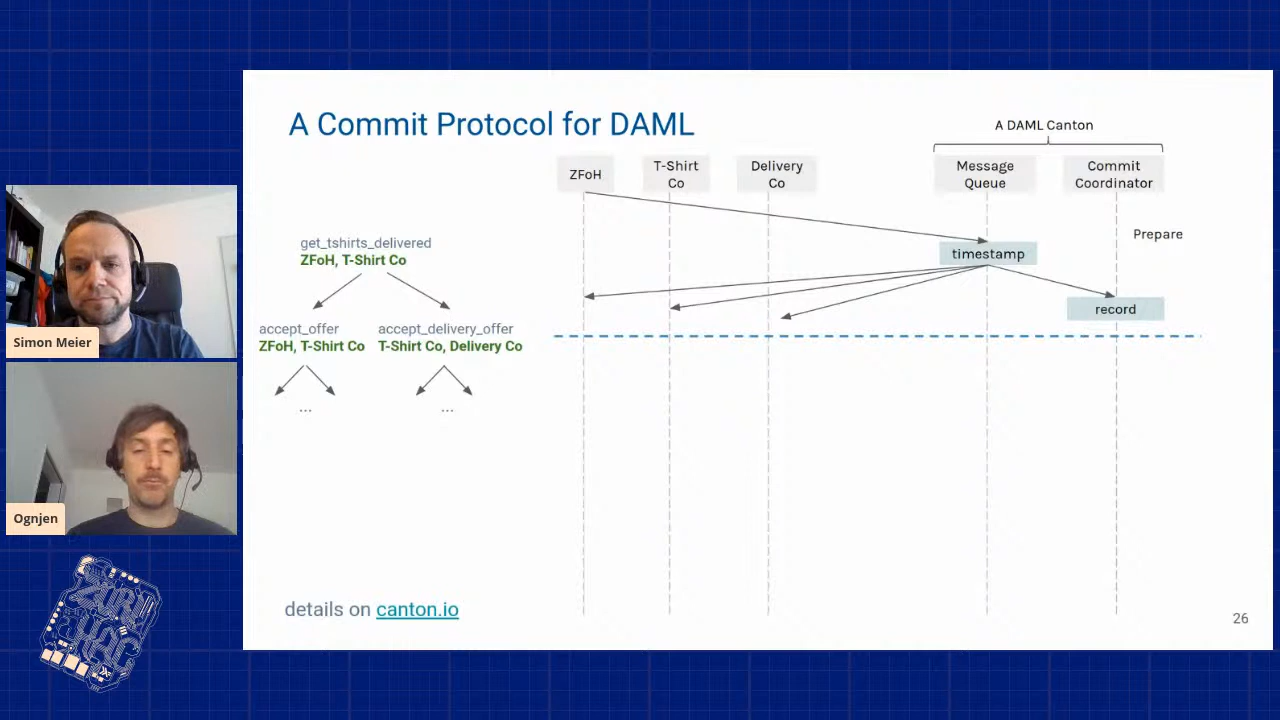 A Commit Protocol for DAML
A DAML Canton
ZFoH
T-Shirt
Co
Delivery
Co
Message
Queue
Commit
Coordinator
Prepare
timestamp
record
get_tshirts_delivered
ZFoH, T-Shirt Co
accept_offer
ZFoH, T-Shirt Co
accept_delivery_offer
T-Shirt Co, Delivery Co
...
...
details on canton.io
26
Simon Meier
Ognjen
ZURI
HAC